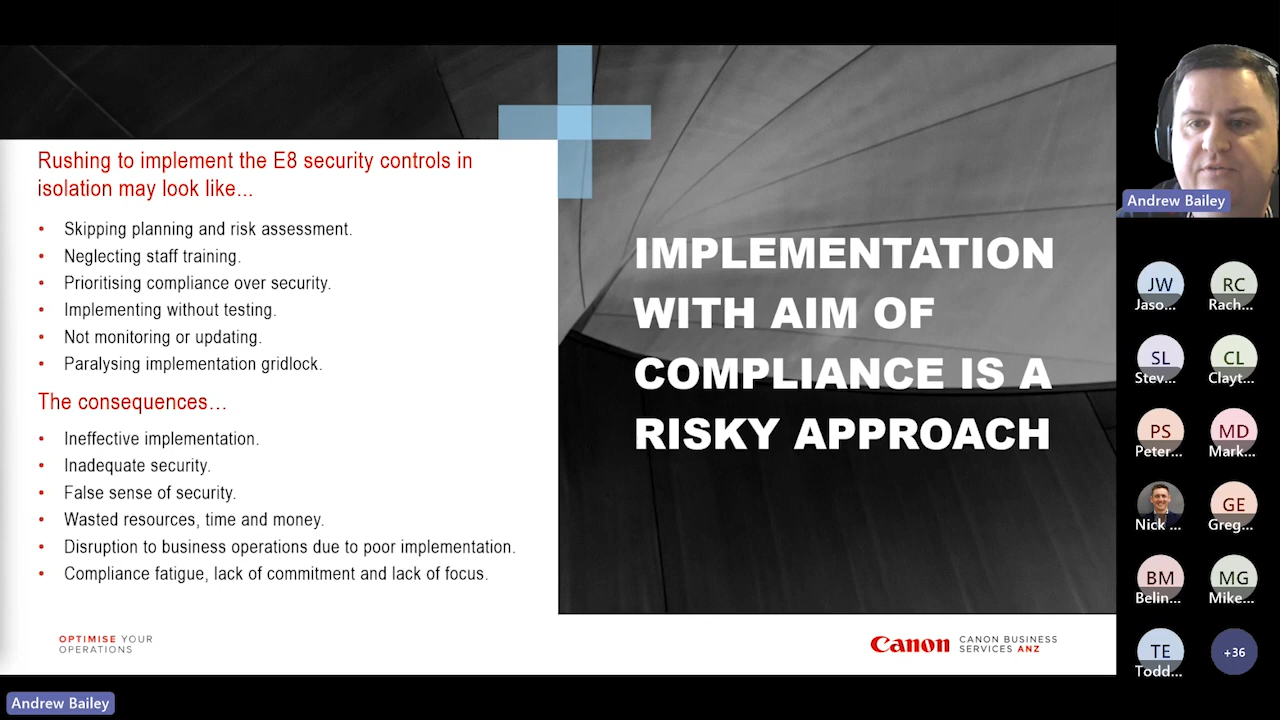 Rushing to implement the E8 security controls in
isolation may look like...
• Skipping planning and risk assessment.
• Neglecting staff training.
• Prioritising compliance over security.
• Implementing without testing.
• Not monitoring or updating.
• Paralysing implementation gridlock.
The consequences...
• Ineffective implementation.
• Inadequate security.
• False sense of security.
• Wasted resources, time and money.
• Disruption to business operations due to poor implementation.
• Compliance fatigue, lack of commitment and lack of focus.
IMPLEMENTATION
WITH AIM OF
COMPLIANCE IS A
RISKY APPROACH
OPTIMISE YOUR
OPERATIONS
Canon
CANON BUSINESS
SERVICES ANZ
Andrew Bailey
JW
Jaso...
RC
Rach...
SL
Stev...
CL
Clayt...
PS
Peter...
MD
Mark...
Nick ...
GE
Greg...
BM
Belin...
MG
Mike...
TE
Todd...
+36
Andrew Bailey